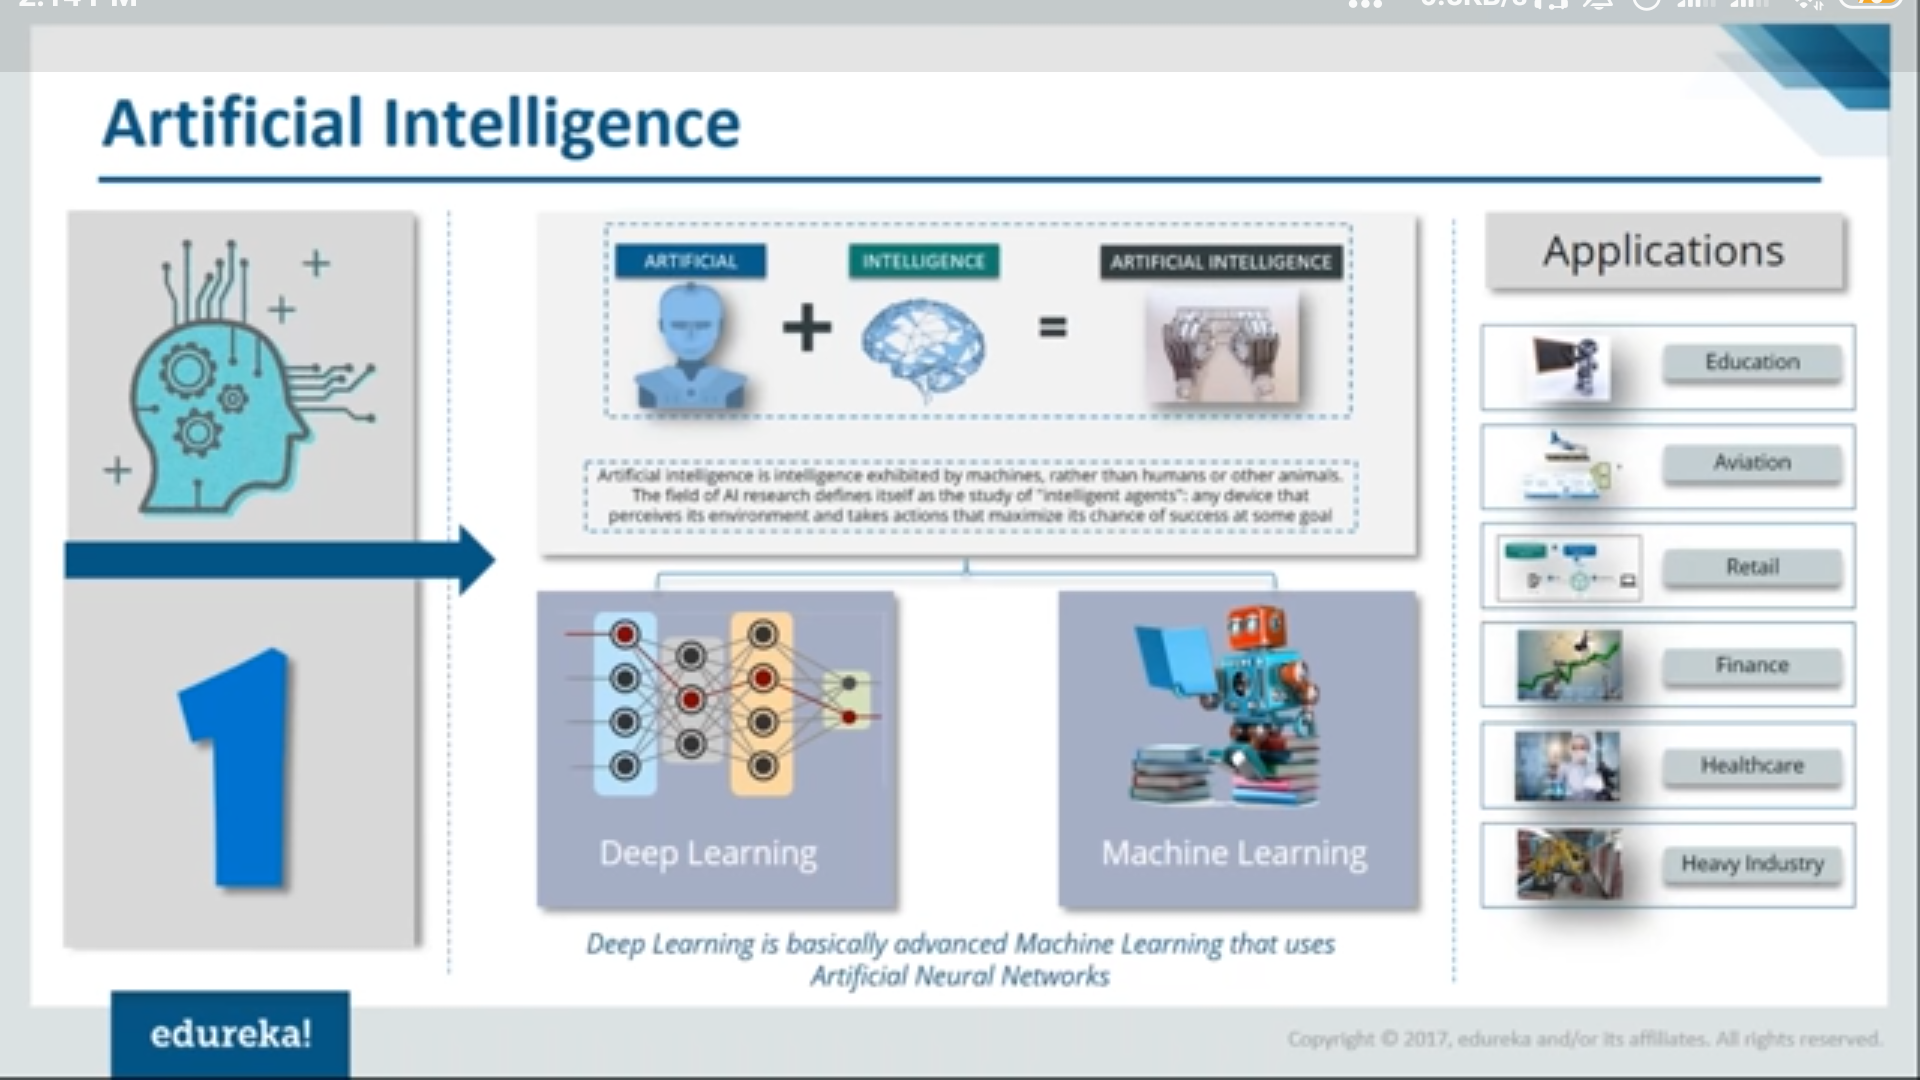 2:14 PM
Artificial Intelligence
1
ARTIFICIAL
+
INTELLIGENCE
=
ARTIFICIAL INTELLIGENCE
Artificial intelligence is intelligence exhibited by machines, rather than humans or other animals.
The field of AI research defines itself as the study of "intelligent agents": any device that
perceives its environment and takes actions that maximize its chance of success at some goal
Deep Learning
Machine Learning
Deep Learning is basically advanced Machine Learning that uses
Artificial Neural Networks
Applications
Education
Aviation
Retail
Finance
Healthcare
Heavy Industry
edureka!
Copyright © 2017, edureka and/or its affiliates. All rights reserved.